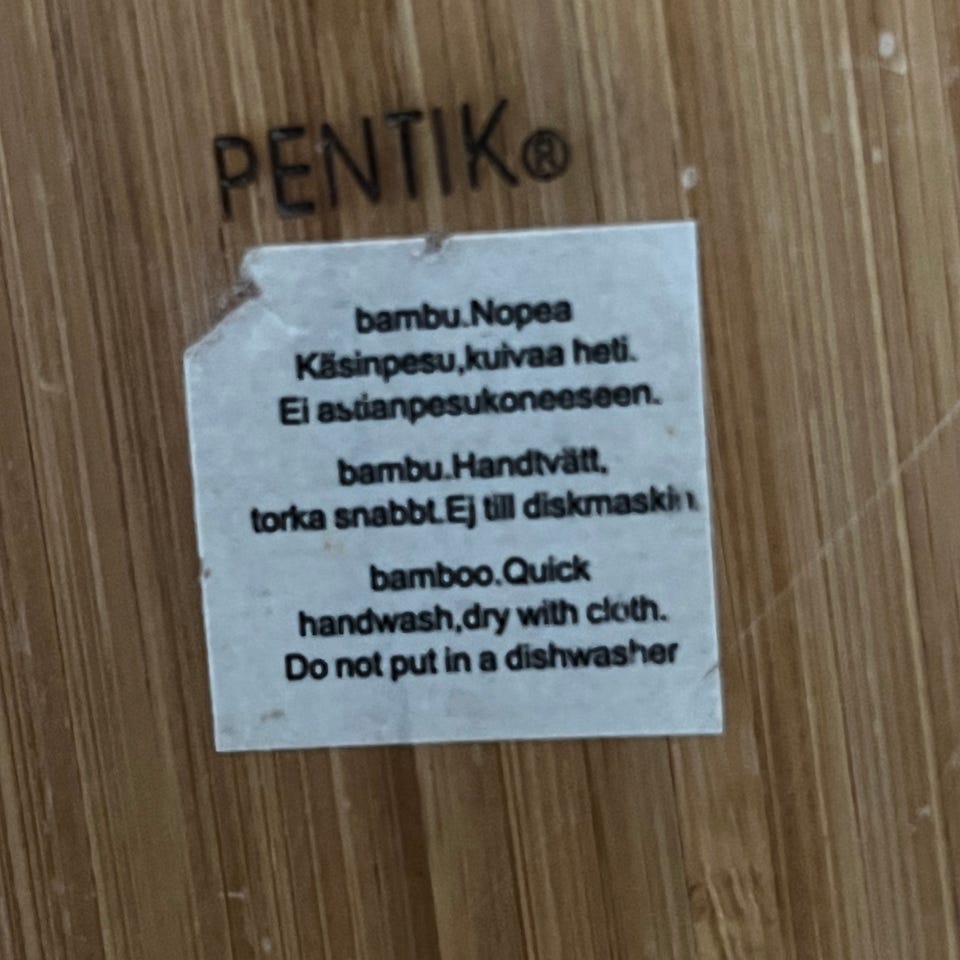 PENTIK®
bambu.Nopea
Käsinpesu,kuivaa heti.
Ei astianpesukoneeseen.
bambu.Handtvätt,
torka snabbt.Ej till diskmaskin.
bamboo.Quick
handwash,dry with cloth.
Do not put in a dishwasher